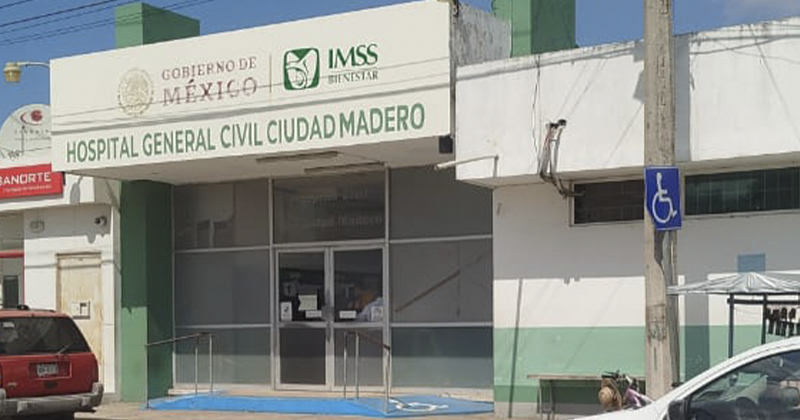 GOBIERNO DE
MÉXICO
IMSS
BIENESTAR
HOSPITAL GENERAL CIVIL CIUDAD MADERO
BANORTE